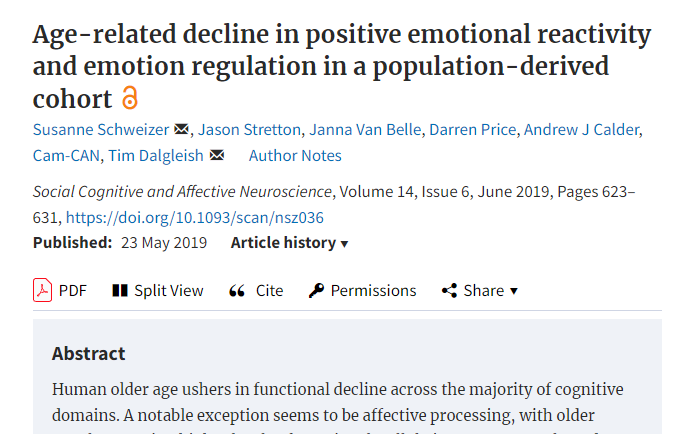 Age-related decline in positive emotional reactivity
and emotion regulation in a population-derived
cohort
Susanne Schweizer, Jason Stretton, Janna Van Belle, Darren Price, Andrew J Calder,
Cam-CAN, Tim Dalgleish Author Notes
Social Cognitive and Affective Neuroscience, Volume 14, Issue 6, June 2019, Pages 623–
631, https://doi.org/10.1093/scan/nsz036
Published: 23 May 2019 Article history ▼
PDF Split View Cite Permissions Share ▼
Abstract
Human older age ushers in functional decline across the majority of cognitive
domains. A notable exception seems to be affective processing, with older